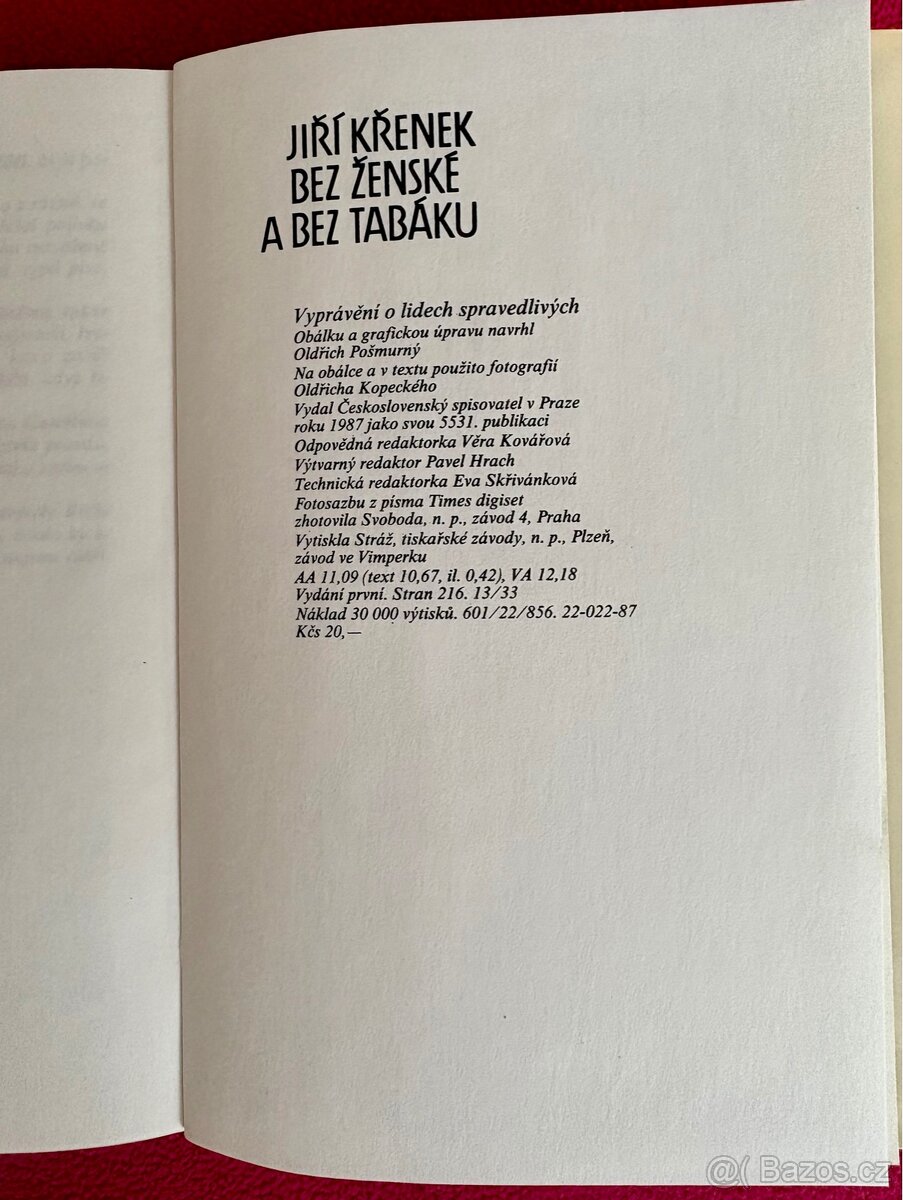 JIŘÍ KŘENEK
BEZ ŽENSKÉ
A BEZ TABÁKU
Vyprávění o lidech spravedlivých
Obálku a grafickou úpravu navrhl
Oldřich Pošmurný
Na obálce a v textu použito fotografií
Oldřicha Kopeckého
Vydal Československý spisovatel v Praze
roku 1987 jako svou 5531. publikaci
Odpovědná redaktorka Věra Kovářová
Výtvarný redaktor Pavel Hrach
Technická redaktorka Eva Skřivánková
Fotosazbu z písma Times digiset
zhotovila Svoboda, n. p., závod 4, Praha
Vytiskla Stráž, tiskařské závody, n. p., Plzeň,
závod ve Vimperku
AA 11,09 (text 10,67, il. 0,42), VA 12,18
Vydání první. Stran 216. 13/33
Náklad 30 000 výtisků. 601/22/856. 22-022-87
Kčs 20,—
@( Bazos.cz